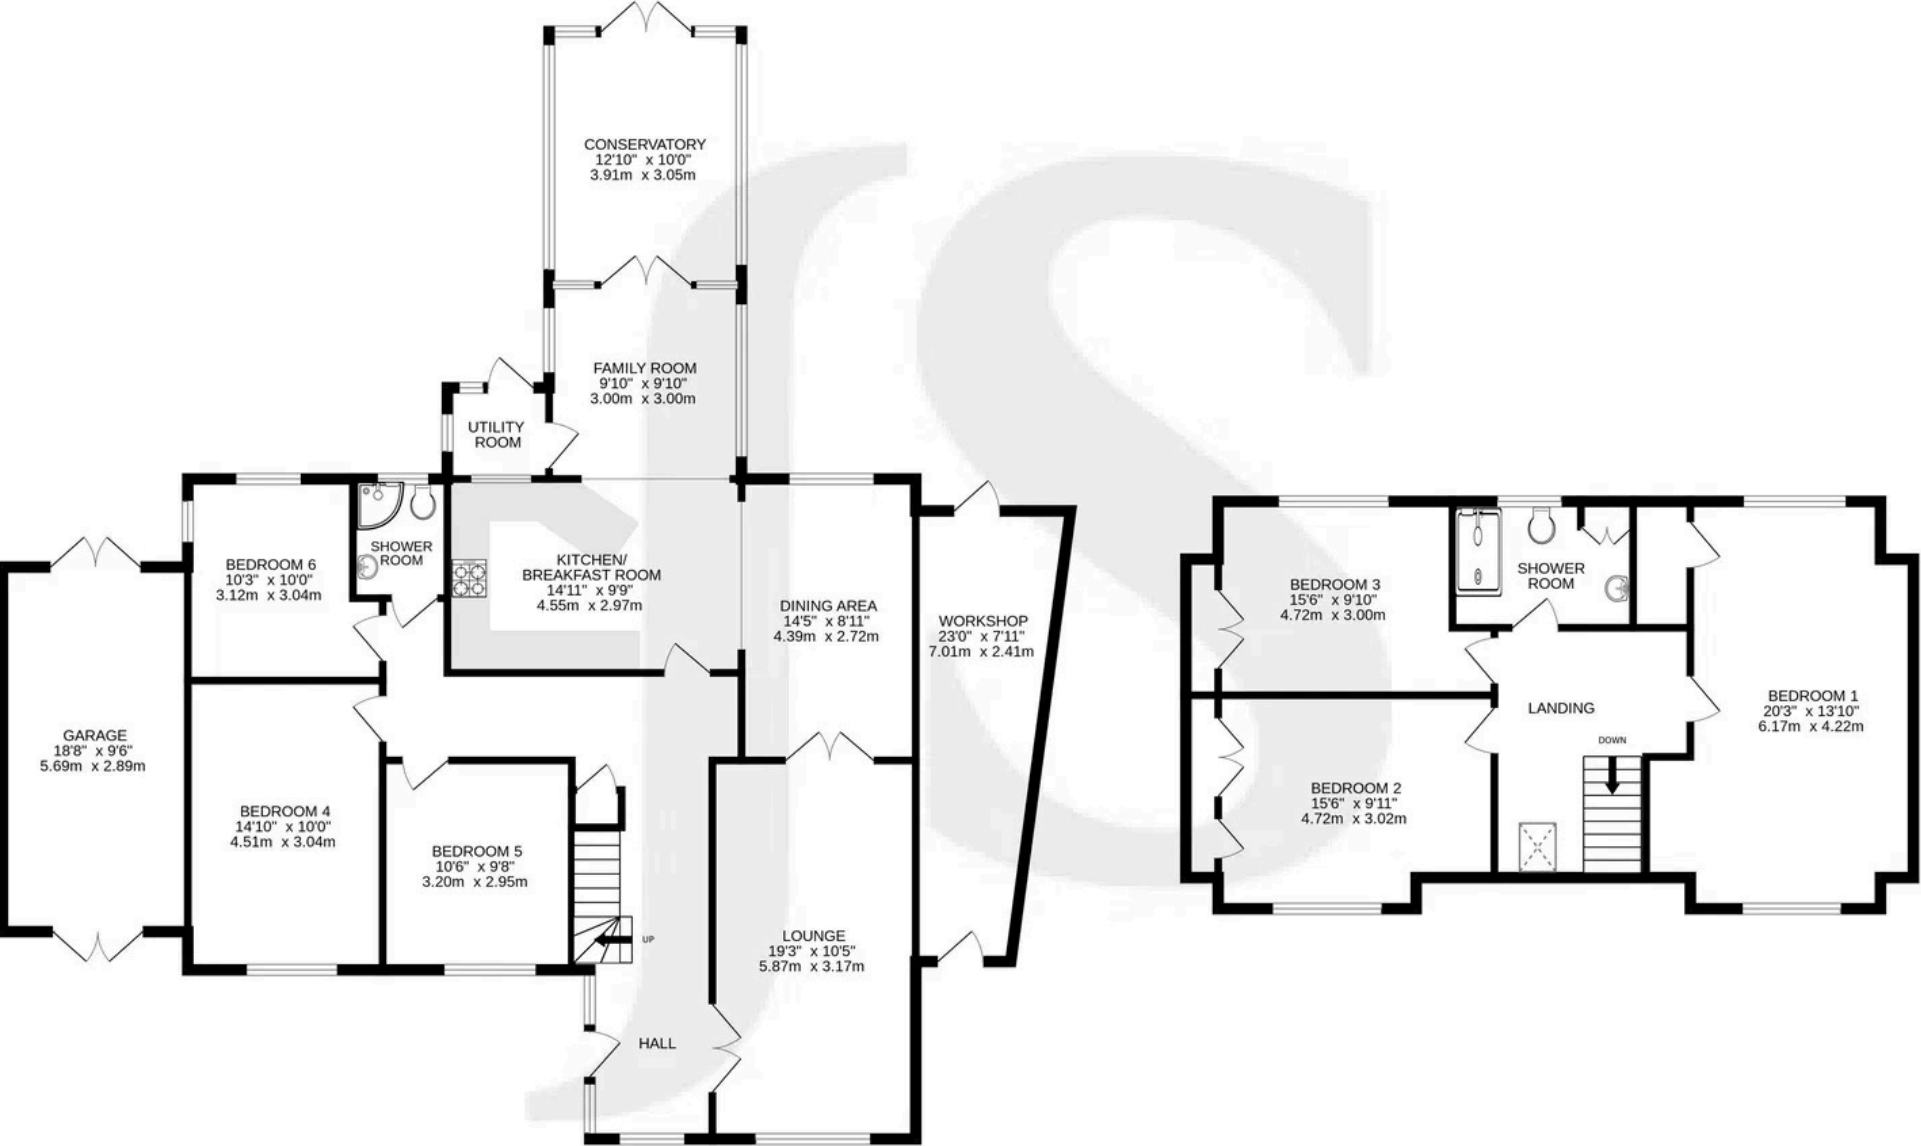 CONSERVATORY
12'10" x 10'0"
3.91m x 3.05m
FAMILY ROOM
9'10" x 9'10"
3.00m x 3.00m
UTILITY
ROOM
BEDROOM 6
10'3" x 10'0"
3.12m x 3.04m
SHOWER
ROOM
KITCHEN/
BREAKFAST ROOM
14'11" x 9'9"
4.55m x 2.97m
DINING AREA
14'5" x 8'11"
4.39m x 2.72m
WORKSHOP
23'0" x 7'11"
7.01m x 2.41m
GARAGE
18'8" x 9'6"
5.69m x 2.89m
BEDROOM 4
14'10" x 10'0"
4.51m x 3.04m
BEDROOM 5
10'6" x 9'8"
3.20m x 2.95m
UP
LOUNGE
19'3" x 10'5"
5.87m x 3.17m
HALL
BEDROOM 3
15'6" x 9'10"
4.72m x 3.00m
SHOWER
ROOM
LANDING
DOWN
BEDROOM 1
20'3" x 13'10"
6.17m x 4.22m
BEDROOM 2
15'6" x 9'11"
4.72m x 3.02m
JS